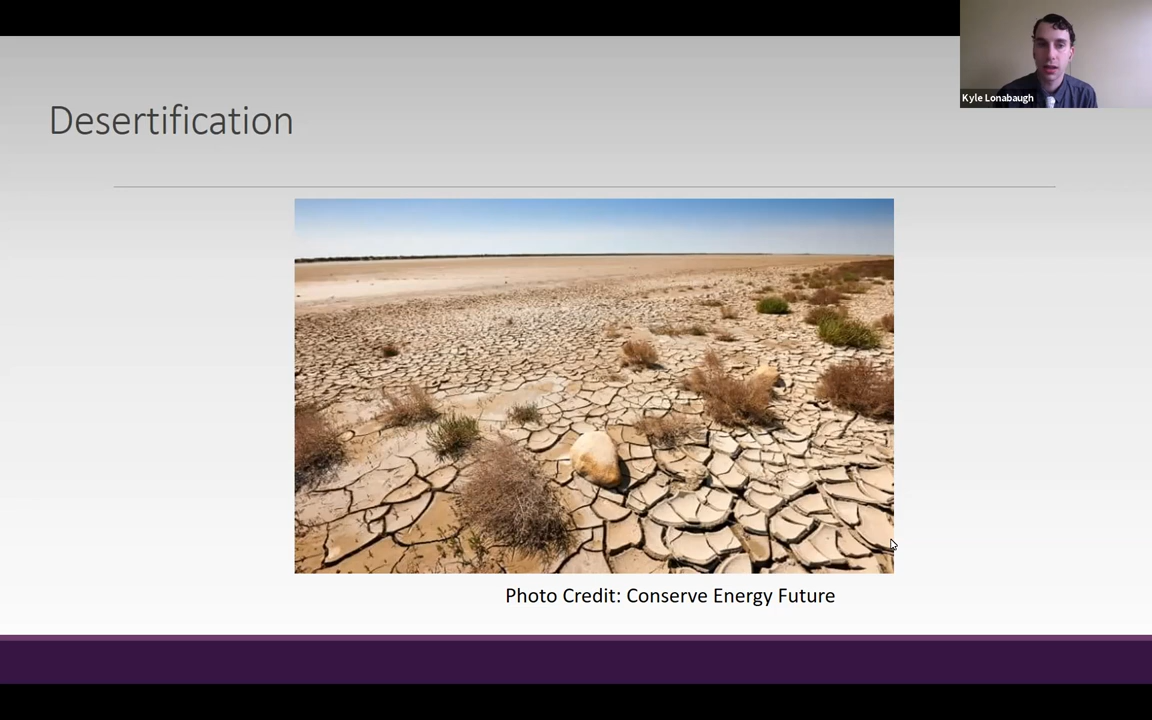 Kyle Lonabaugh
Desertification
Photo Credit: Conserve Energy Future